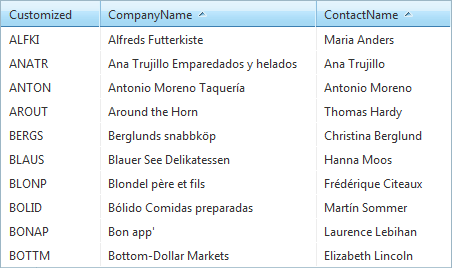 Customized CompanyName ContactName
ALFKI Alfreds Futterkiste Maria Anders
ANATR Ana Trujillo Emparedados y helados Ana Trujillo
ANTON Antonio Moreno Taquería Antonio Moreno
AROUT Around the Horn Thomas Hardy
BERGS Berglunds snabbköp Christina Berglund
BLAUS Blauer See Delikatessen Hanna Moos
BLONP Blondel père et fils Frédérique Citeaux
BOLID Bólido Comidas preparadas Martín Sommer
BONAP Bon app' Laurence Lebihan
BOTTM Bottom-Dollar Markets Elizabeth Lincoln